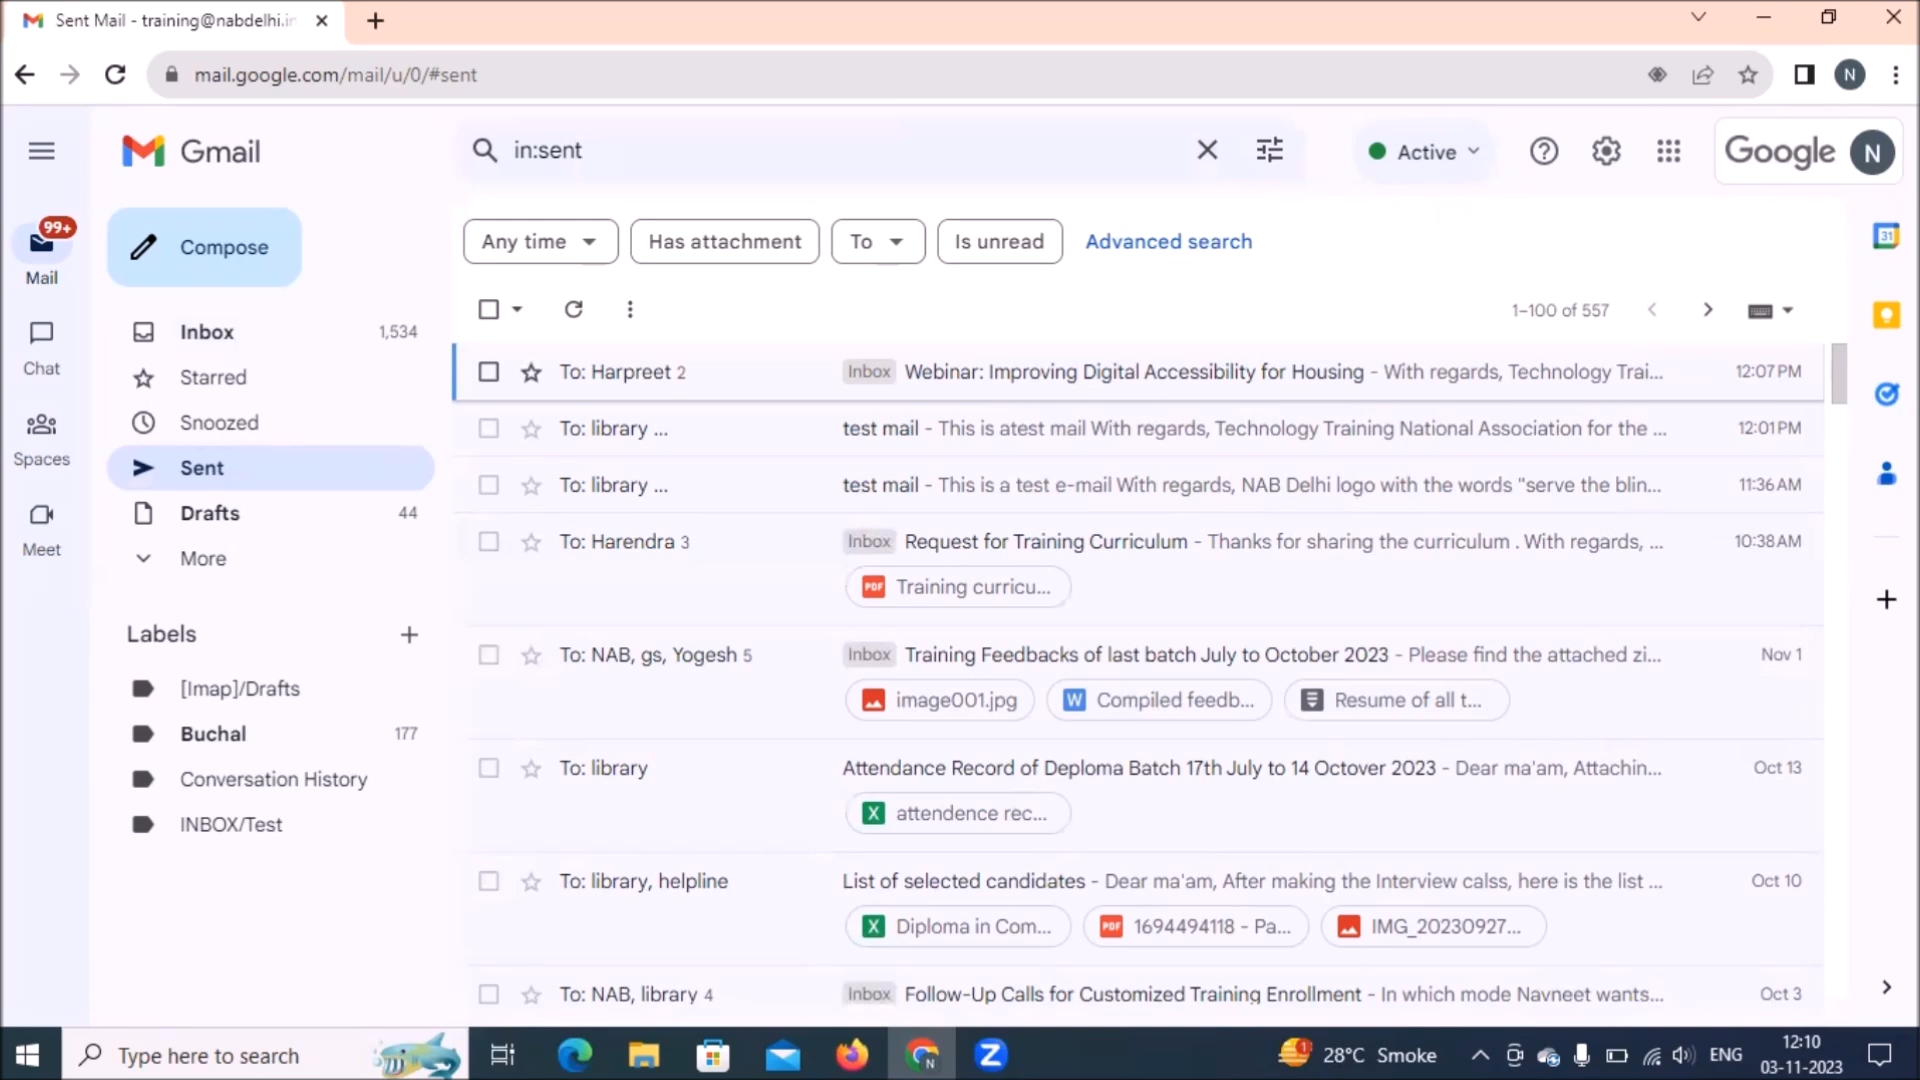 Sent Mail - training@nabdelhi.in
mail.google.com/mail/u/0/#sent
N
Gmail
in:sent
Active
Google
N
99+
Mail
Chat
Spaces
Meet
Compose
Inbox 1,534
Starred
Snoozed
Sent
Drafts 44
More
Labels
[Imap]/Drafts
Buchal 177
Conversation History
INBOX/Test
Any time
Has attachment
To
Is unread
Advanced search
1–100 of 557
To: Harpreet 2 Inbox Webinar: Improving Digital Accessibility for Housing - With regards, Technology Trai... 12:07 PM
To: library ... test mail - This is atest mail With regards, Technology Training National Association for the ... 12:01 PM
To: library ... test mail - This is a test e-mail With regards, NAB Delhi logo with the words "serve the blin... 11:36 AM
To: Harendra 3 Inbox Request for Training Curriculum - Thanks for sharing the curriculum . With regards, ... 10:38 AM
PDF Training curricu...
To: NAB, gs, Yogesh 5 Inbox Training Feedbacks of last batch July to October 2023 - Please find the attached zi... Nov 1
image001.jpg W Compiled feedb... Resume of all t...
To: library Attendance Record of Deploma Batch 17th July to 14 Octover 2023 - Dear ma'am, Attachin... Oct 13
X attendence rec...
To: library, helpline List of selected candidates - Dear ma'am, After making the Interview calss, here is the list ... Oct 10
X Diploma in Com... PDF 1694494118 - Pa... IMG_20230927...
To: NAB, library 4 Inbox Follow-Up Calls for Customized Training Enrollment - In which mode Navneet wants... Oct 3
31
Type here to search
N
Z
1
28°C Smoke
ENG
12:10
03-11-2023